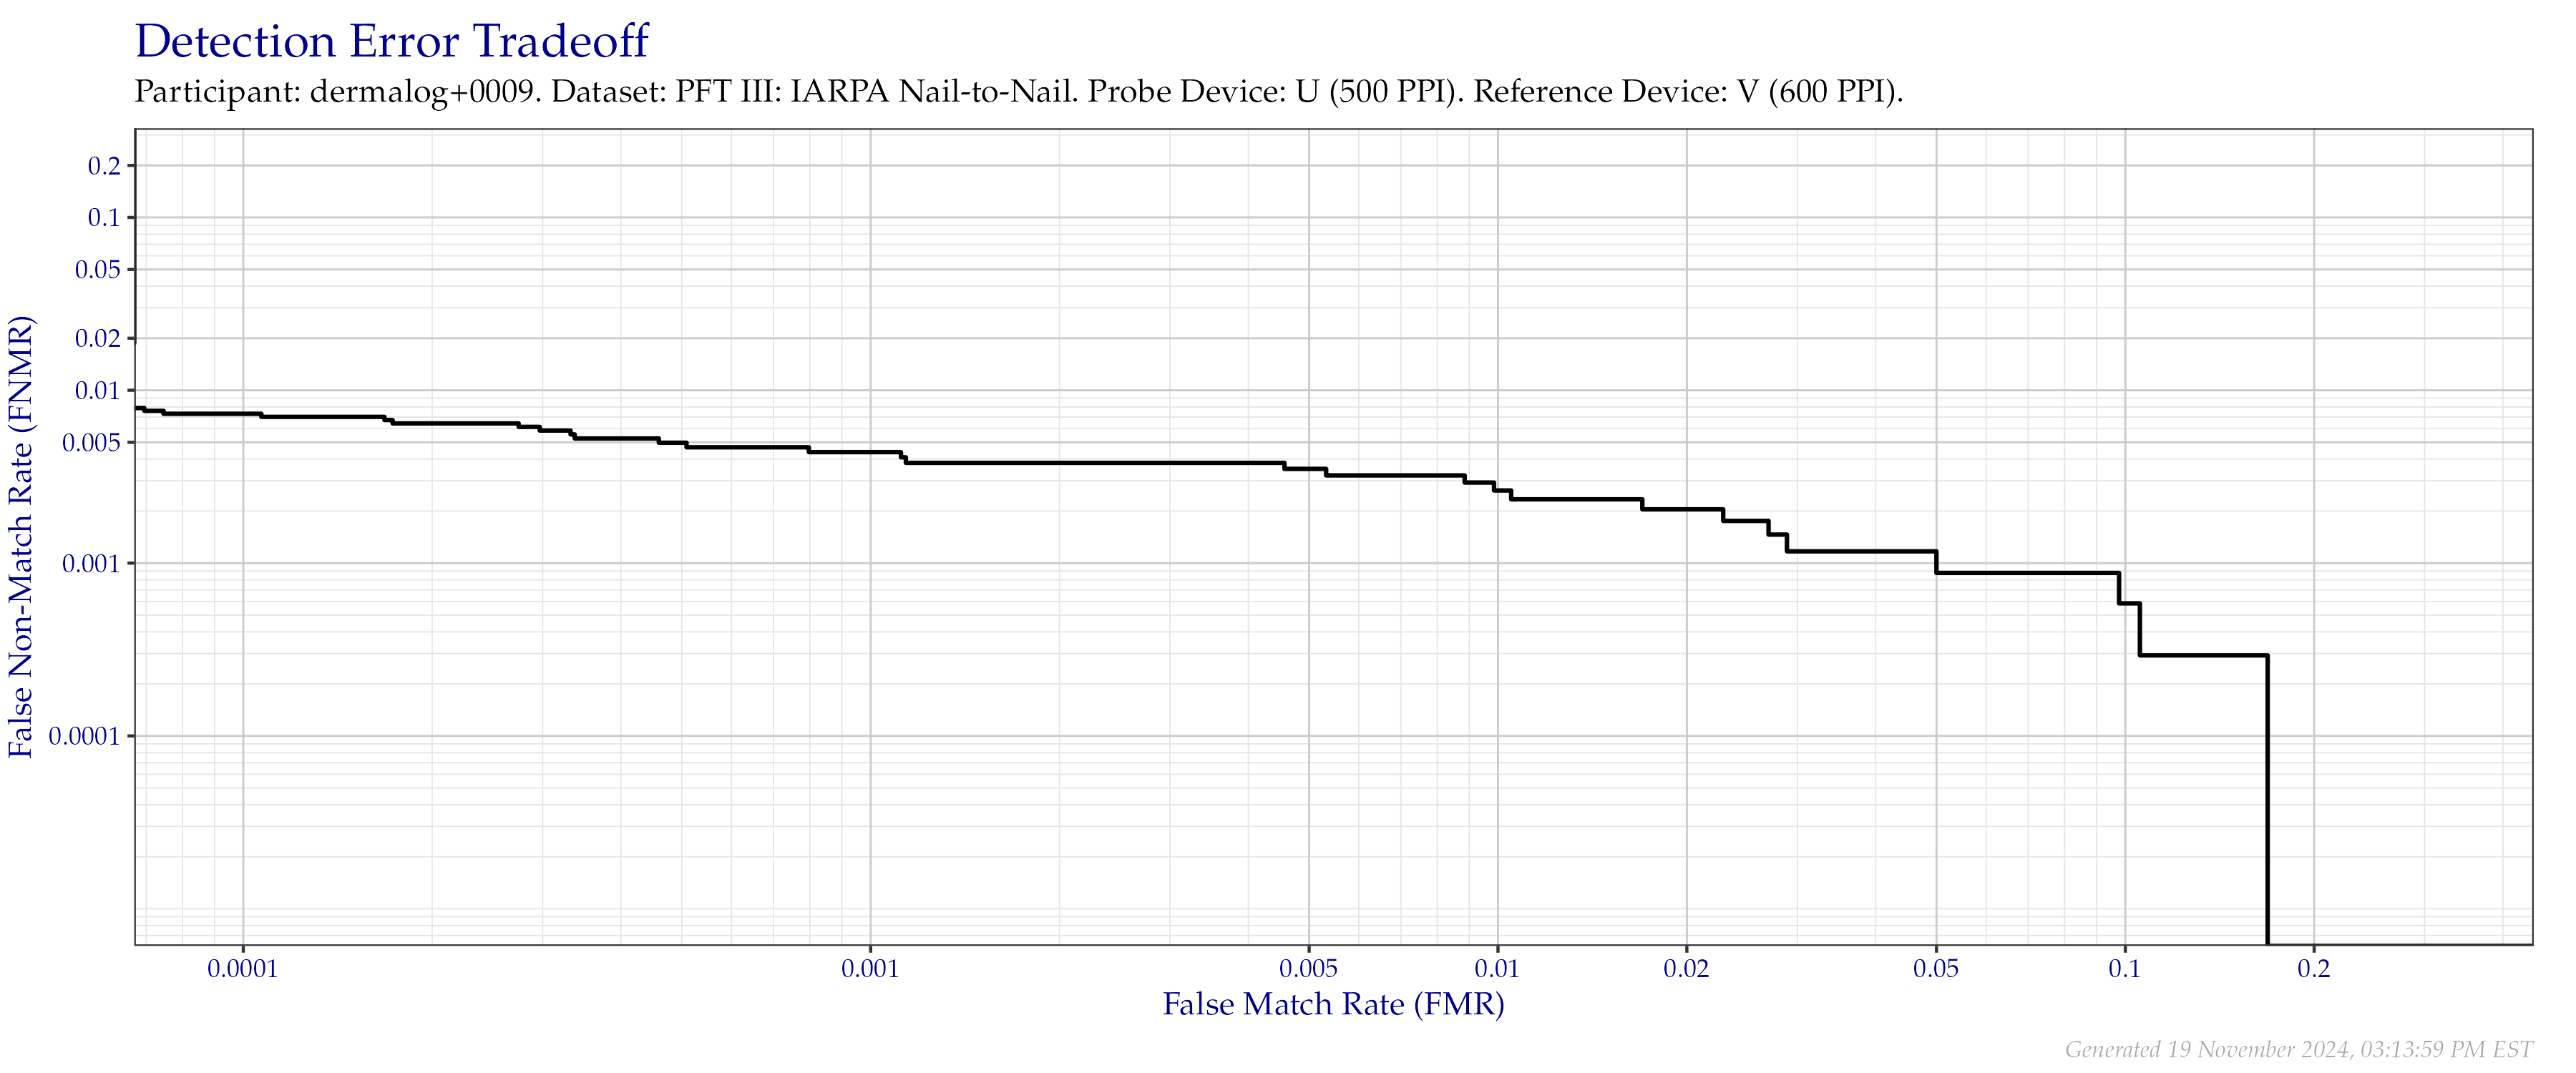 Detection Error Tradeoff
Participant: dermalog+0009. Dataset: PFT III: IARPA Nail-to-Nail. Probe Device: U (500 PPI). Reference Device: V (600 PPI).
False Non-Match Rate (FNMR)
0.2
0.1
0.05
0.02
0.01
0.005
0.001
0.0001
0.0001 0.001 0.005 0.01 0.02 0.05 0.1 0.2
False Match Rate (FMR)
Generated 19 November 2024, 03:13:59 PM EST